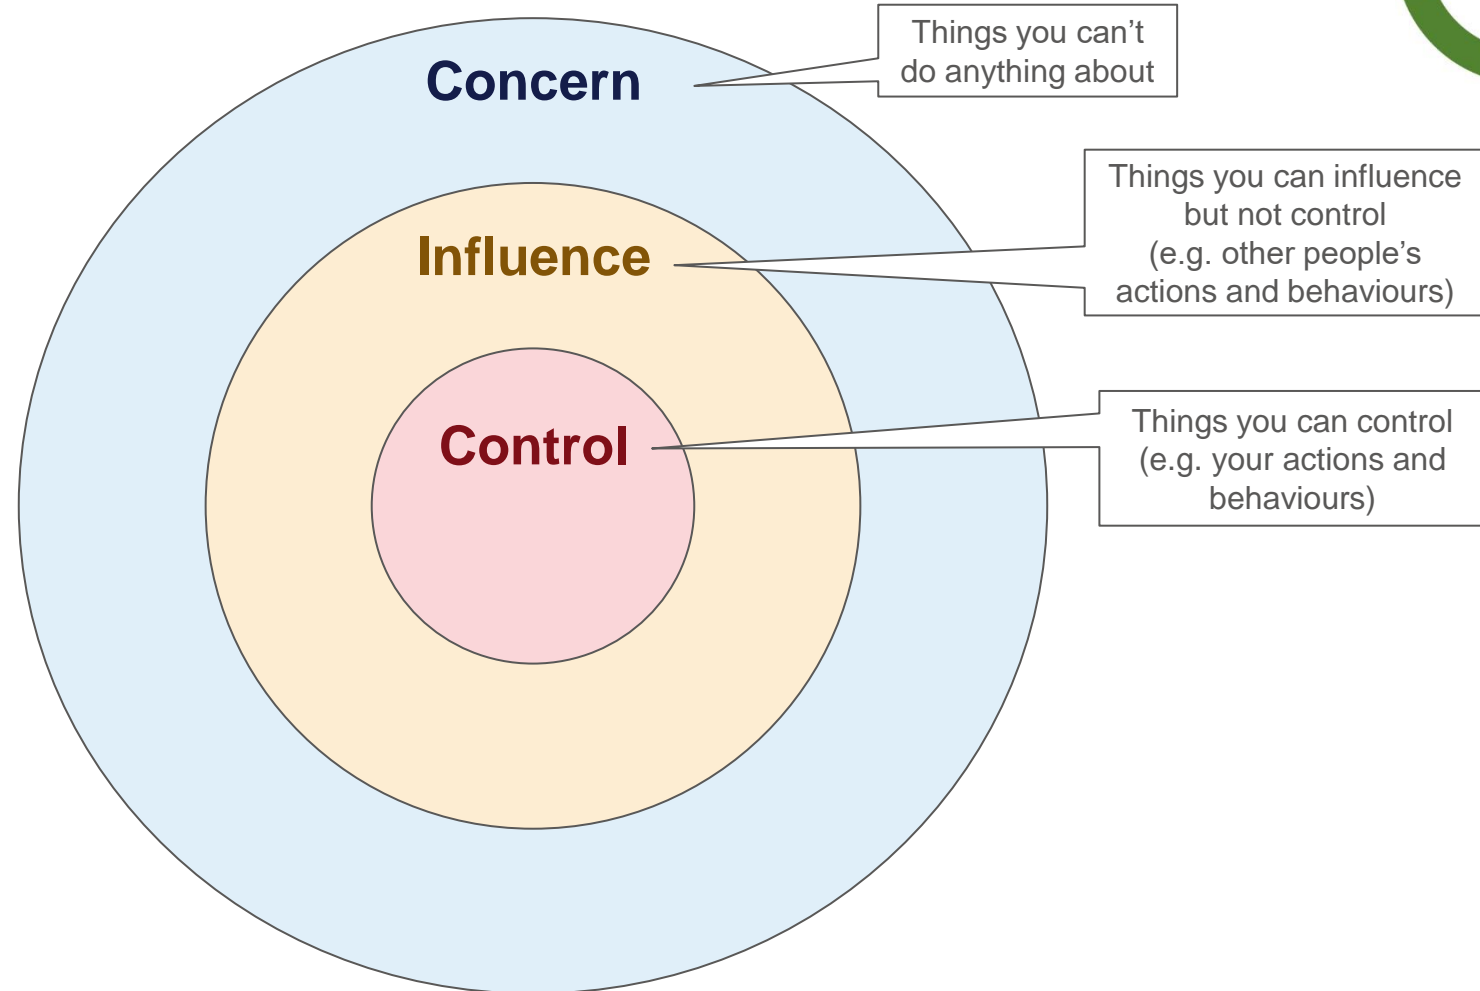 Concern
Things you can’t
do anything about
Influence
Things you can influence
but not control
(e.g. other people’s
actions and behaviours)
Control
Things you can control
(e.g. your actions and
behaviours)